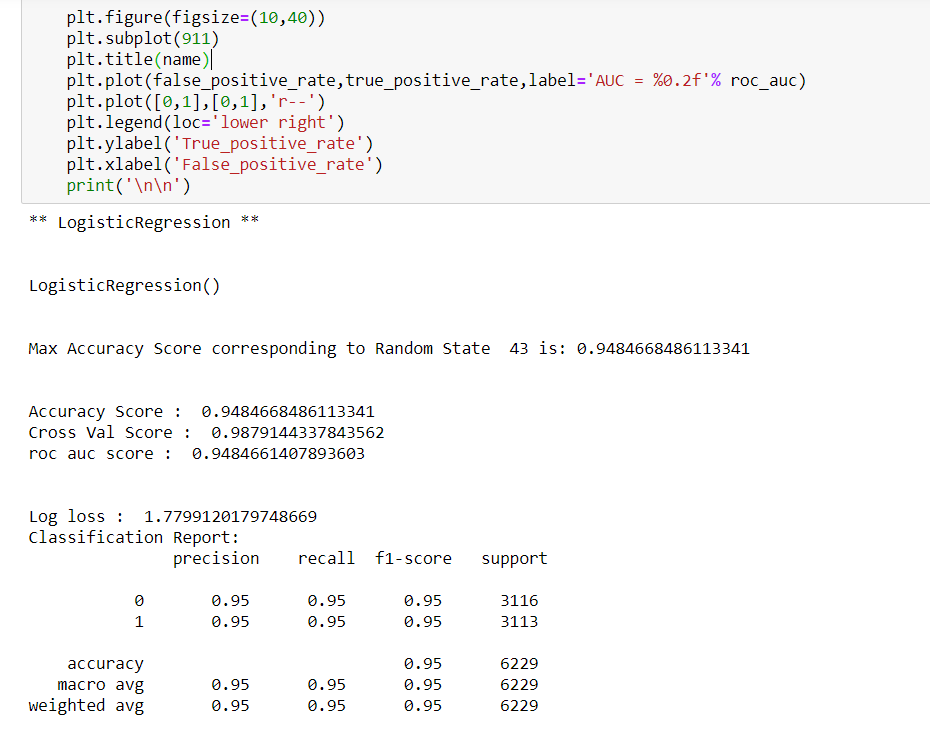 plt.figure(figsize=(10,40))
plt.subplot(911)
plt.title(name)
plt.plot(false_positive_rate,true_positive_rate,label='AUC = %0.2f'% roc_auc)
plt.plot([0,1],[0,1],'r--')
plt.legend(loc='lower right')
plt.ylabel('True_positive_rate')
plt.xlabel('False_positive_rate')
print('\n\n')
** LogisticRegression **
LogisticRegression()
Max Accuracy Score corresponding to Random State  43 is: 0.9484668486113341
Accuracy Score :  0.9484668486113341
Cross Val Score :  0.9879144337843562
roc auc score :  0.9484661407893603
Log loss :  1.7799120179748669
Classification Report:
precision    recall  f1-score   support
0       0.95      0.95      0.95      3116
1       0.95      0.95      0.95      3113
accuracy                           0.95      6229
macro avg       0.95      0.95      0.95      6229
weighted avg       0.95      0.95      0.95      6229